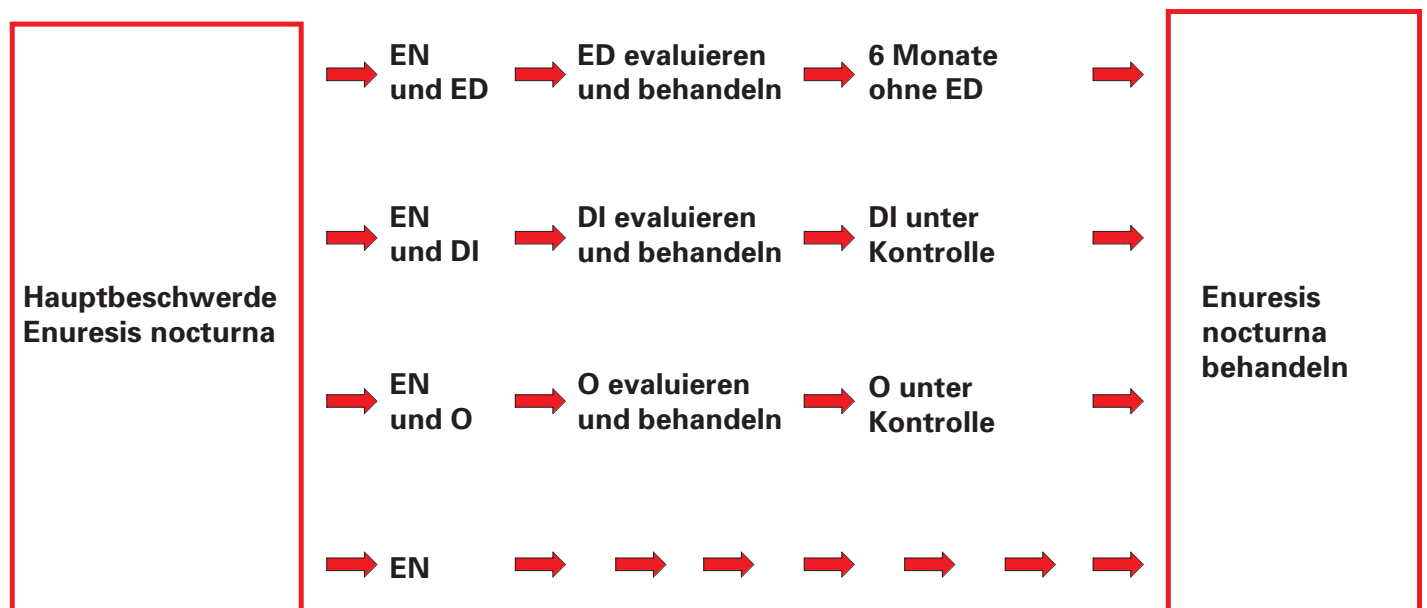 Hauptbeschwerde
Enuresis nocturna
EN
und ED
ED evaluieren
und behandeln
6 Monate
ohne ED
EN
und DI
DI evaluieren
und behandeln
DI unter
Kontrolle
EN
und O
O evaluieren
und behandeln
O unter
Kontrolle
EN
Enuresis
nocturna
behandeln